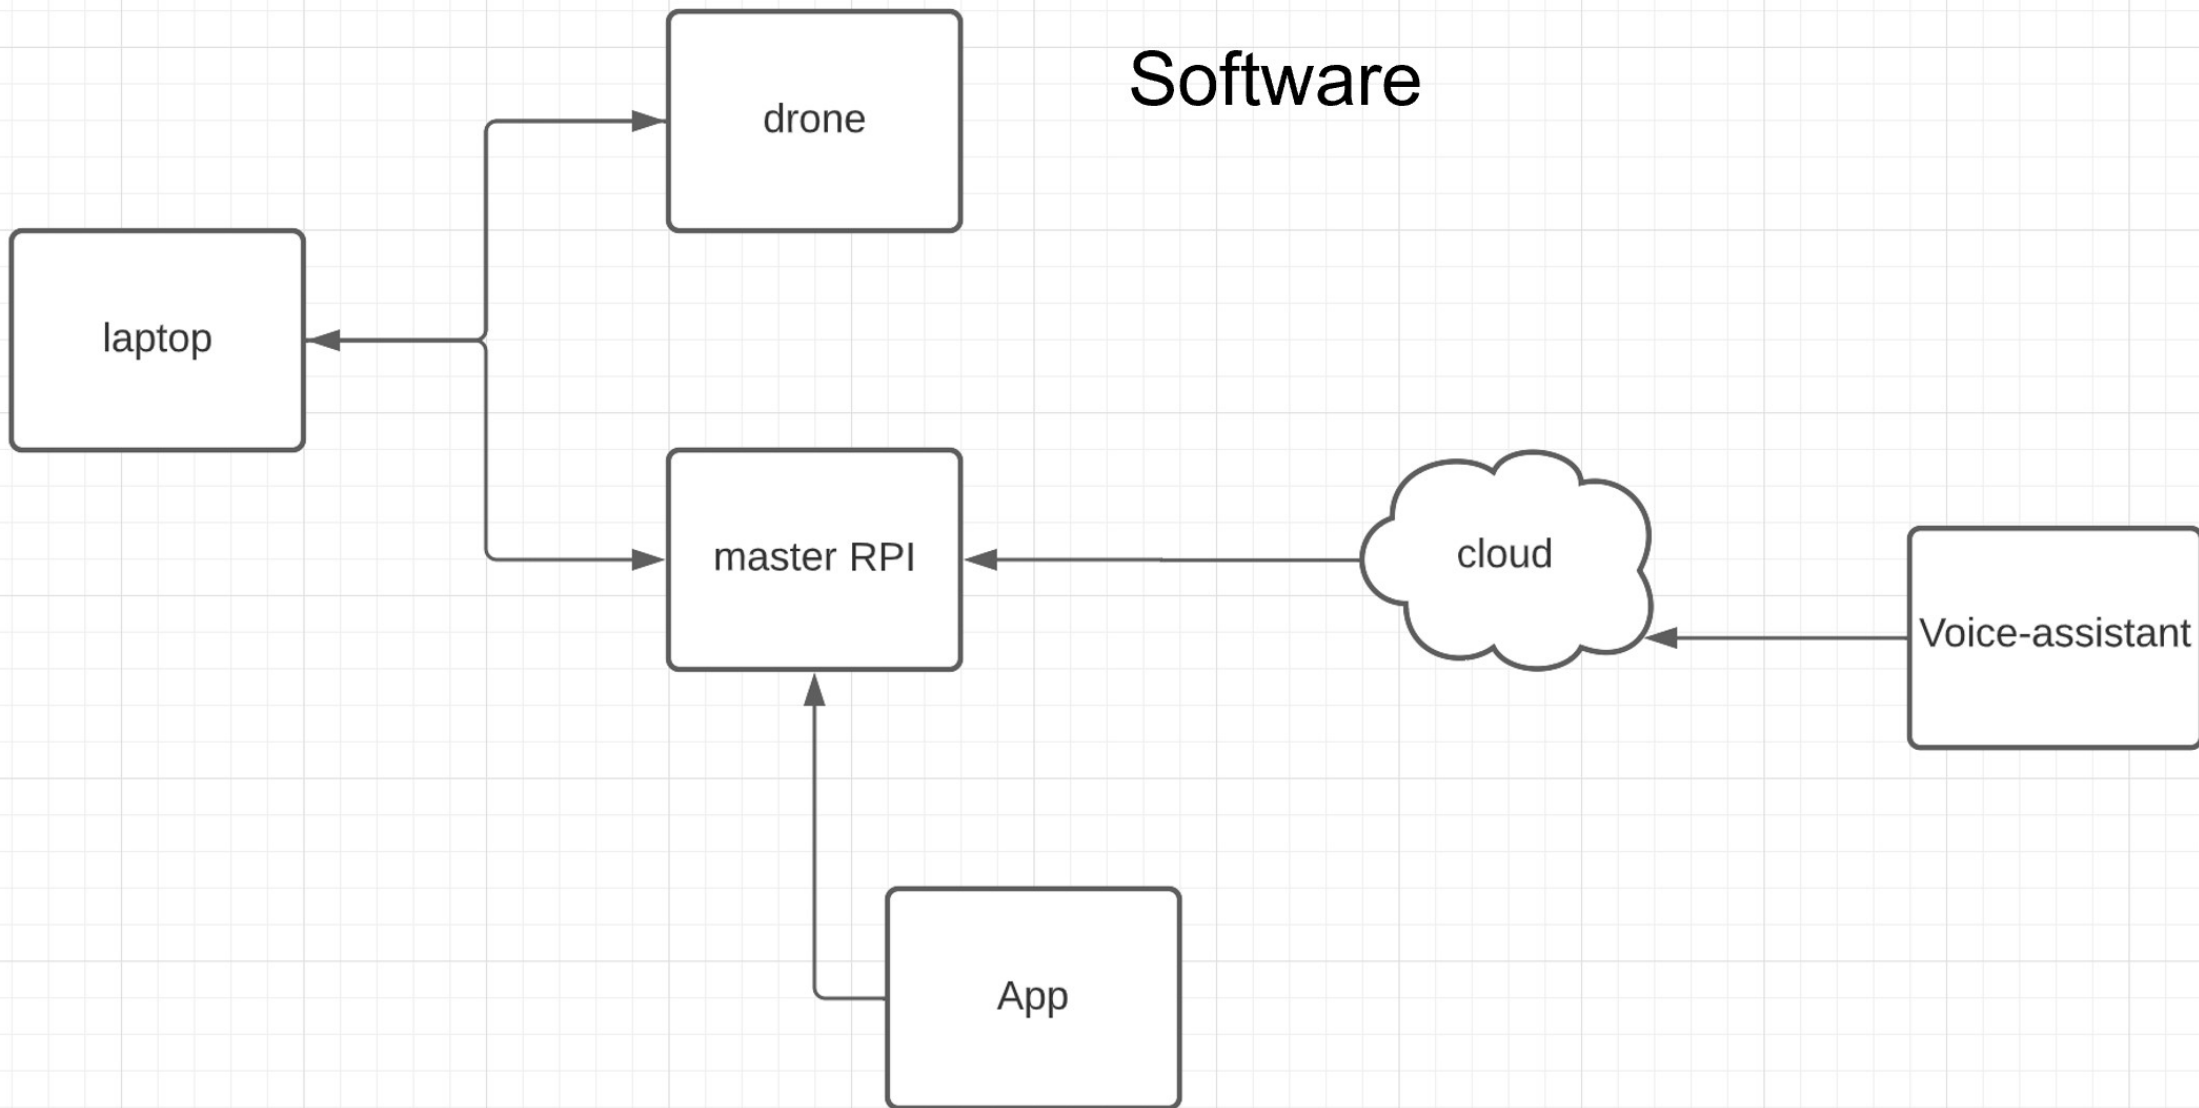 Software
drone
laptop
master RPI
cloud
Voice-assistant
App